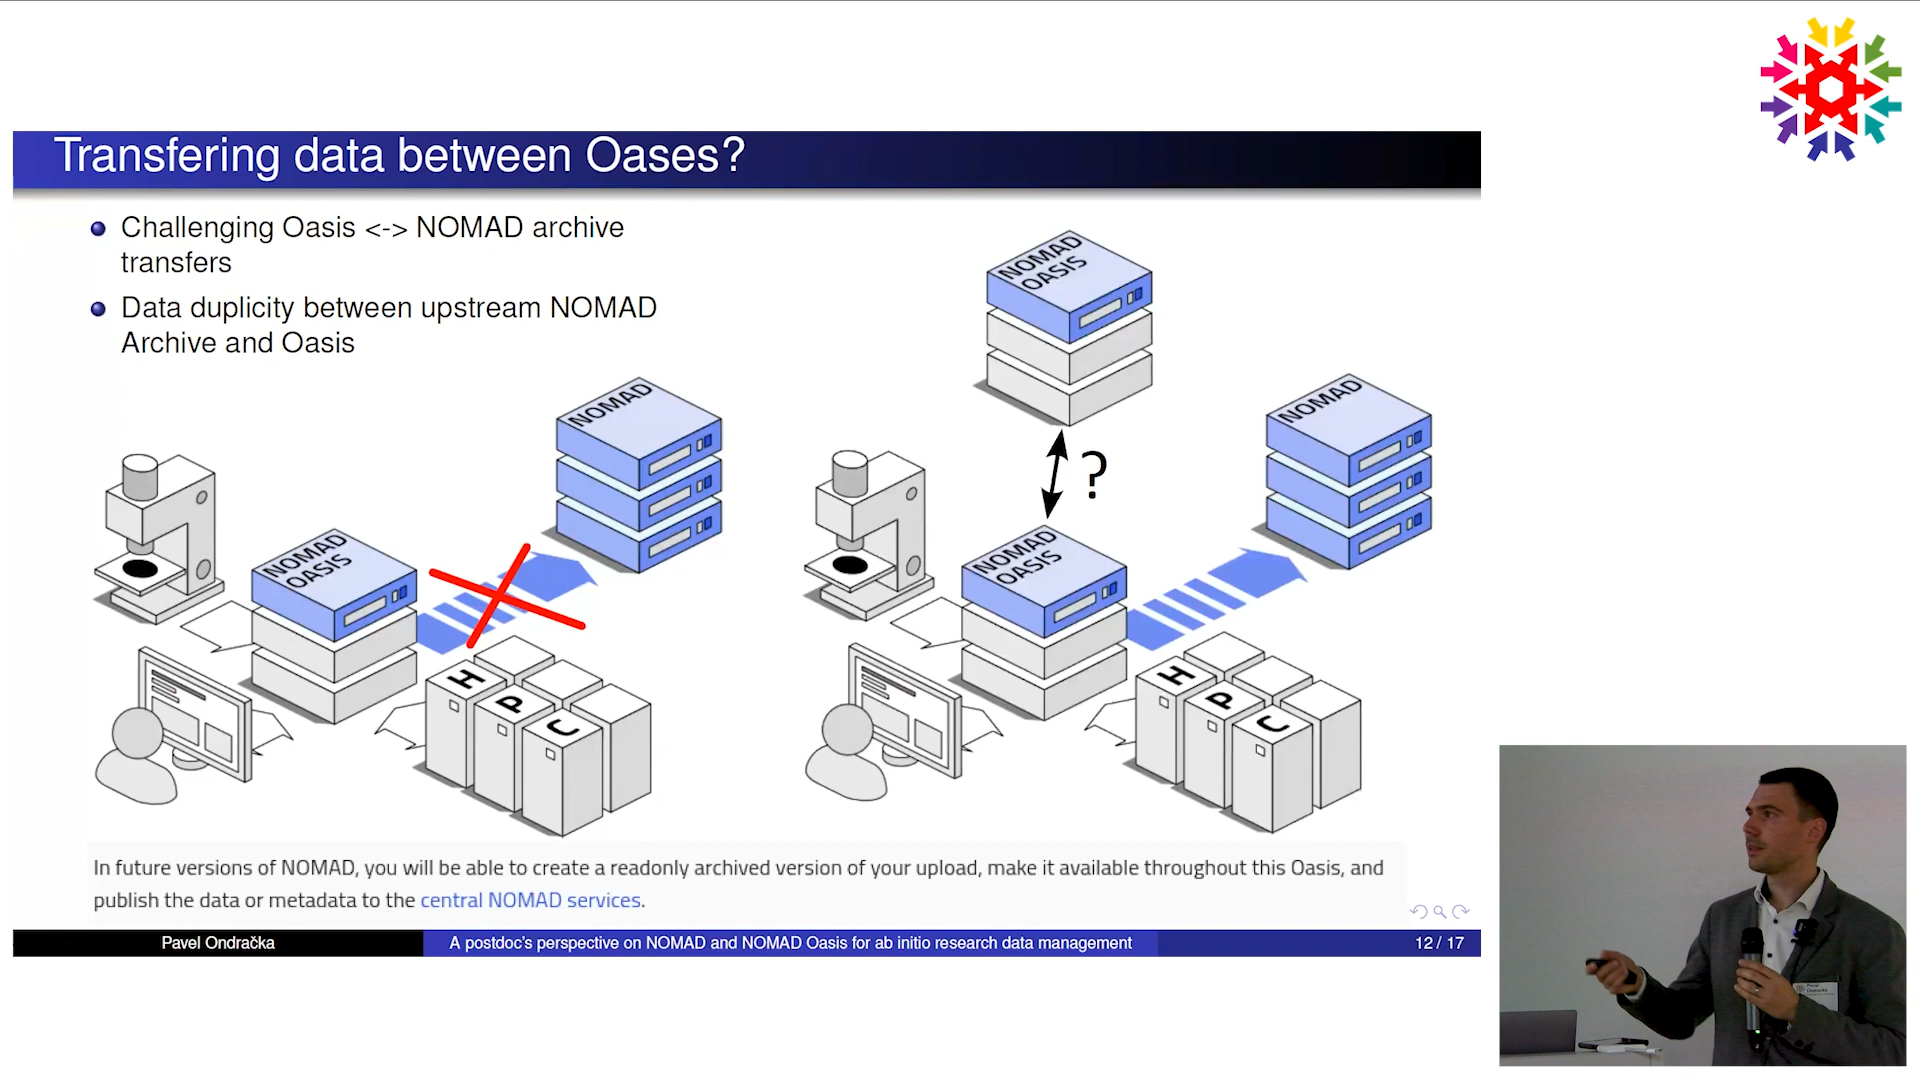 Transfering data between Oases?
Challenging Oasis <-> NOMAD archive
transfers
Data duplicity between upstream NOMAD
Archive and Oasis
NOMAD
NOMAD
OASIS
H
P
C
NOMAD
OASIS
?
NOMAD
NOMAD
OASIS
H
P
C
In future versions of NOMAD, you will be able to create a readonly archived version of your upload, make it available throughout this Oasis, and
publish the data or metadata to the central NOMAD services.
Pavel Ondračka
A postdoc's perspective on NOMAD and NOMAD Oasis for ab initio research data management
12 / 17
Pavel
Ondračka